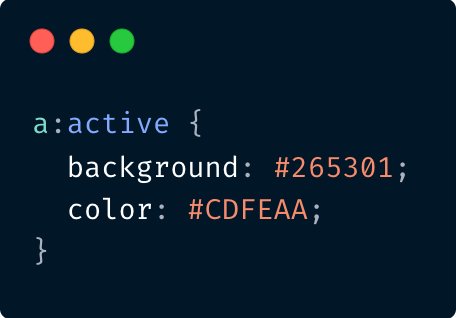 a:active {
  background: #265301;
  color: #CDFEAA;
}